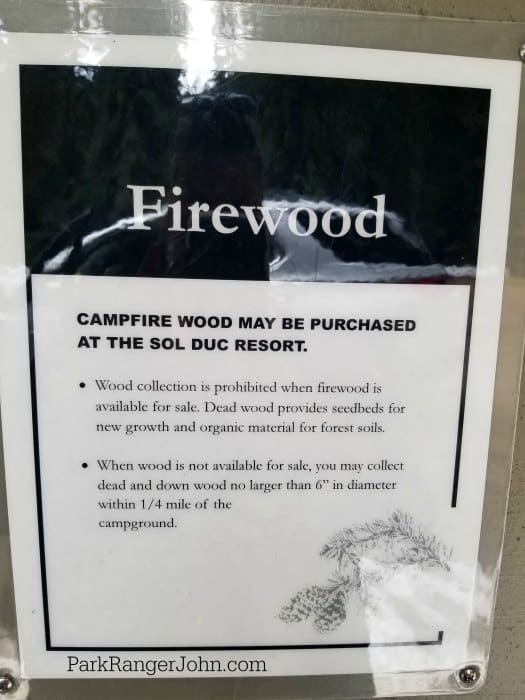 Firewood
CAMPFIRE WOOD MAY BE PURCHASED
AT THE SOL DUC RESORT.
• Wood collection is prohibited when firewood is
available for sale. Dead wood provides seedbeds for
new growth and organic material for forest soils.
• When wood is not available for sale, you may collect
dead and down wood no larger than 6” in diameter
within 1/4 mile of the
campground.
ParkRangerJohn.com